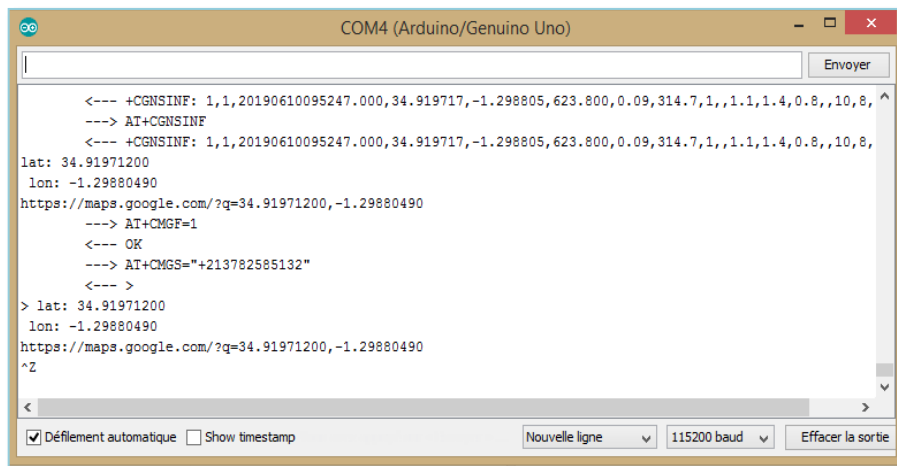 COM4 (Arduino/Genuino Uno)
Envoyer
<--- +CGNSINF: 1,1,20190610095247.000,34.919717,-1.298805,623.800,0.09,314.7,1,,1.1,1.4,0.8,,10,8,
---> AT+CGNSINF
<--- +CGNSINF: 1,1,20190610095247.000,34.919717,-1.298805,623.800,0.09,314.7,1,,1.1,1.4,0.8,,10,8,
lat: 34.91971200
lon: -1.29880490
https://maps.google.com/?q=34.91971200,-1.29880490
---> AT+CMGF=1
<--- OK
---> AT+CMGS="+213782585132"
<--- >
> lat: 34.91971200
lon: -1.29880490
https://maps.google.com/?q=34.91971200,-1.29880490
^Z
Défilement automatique Show timestamp Nouvelle ligne 115200 baud Effacer la sortie